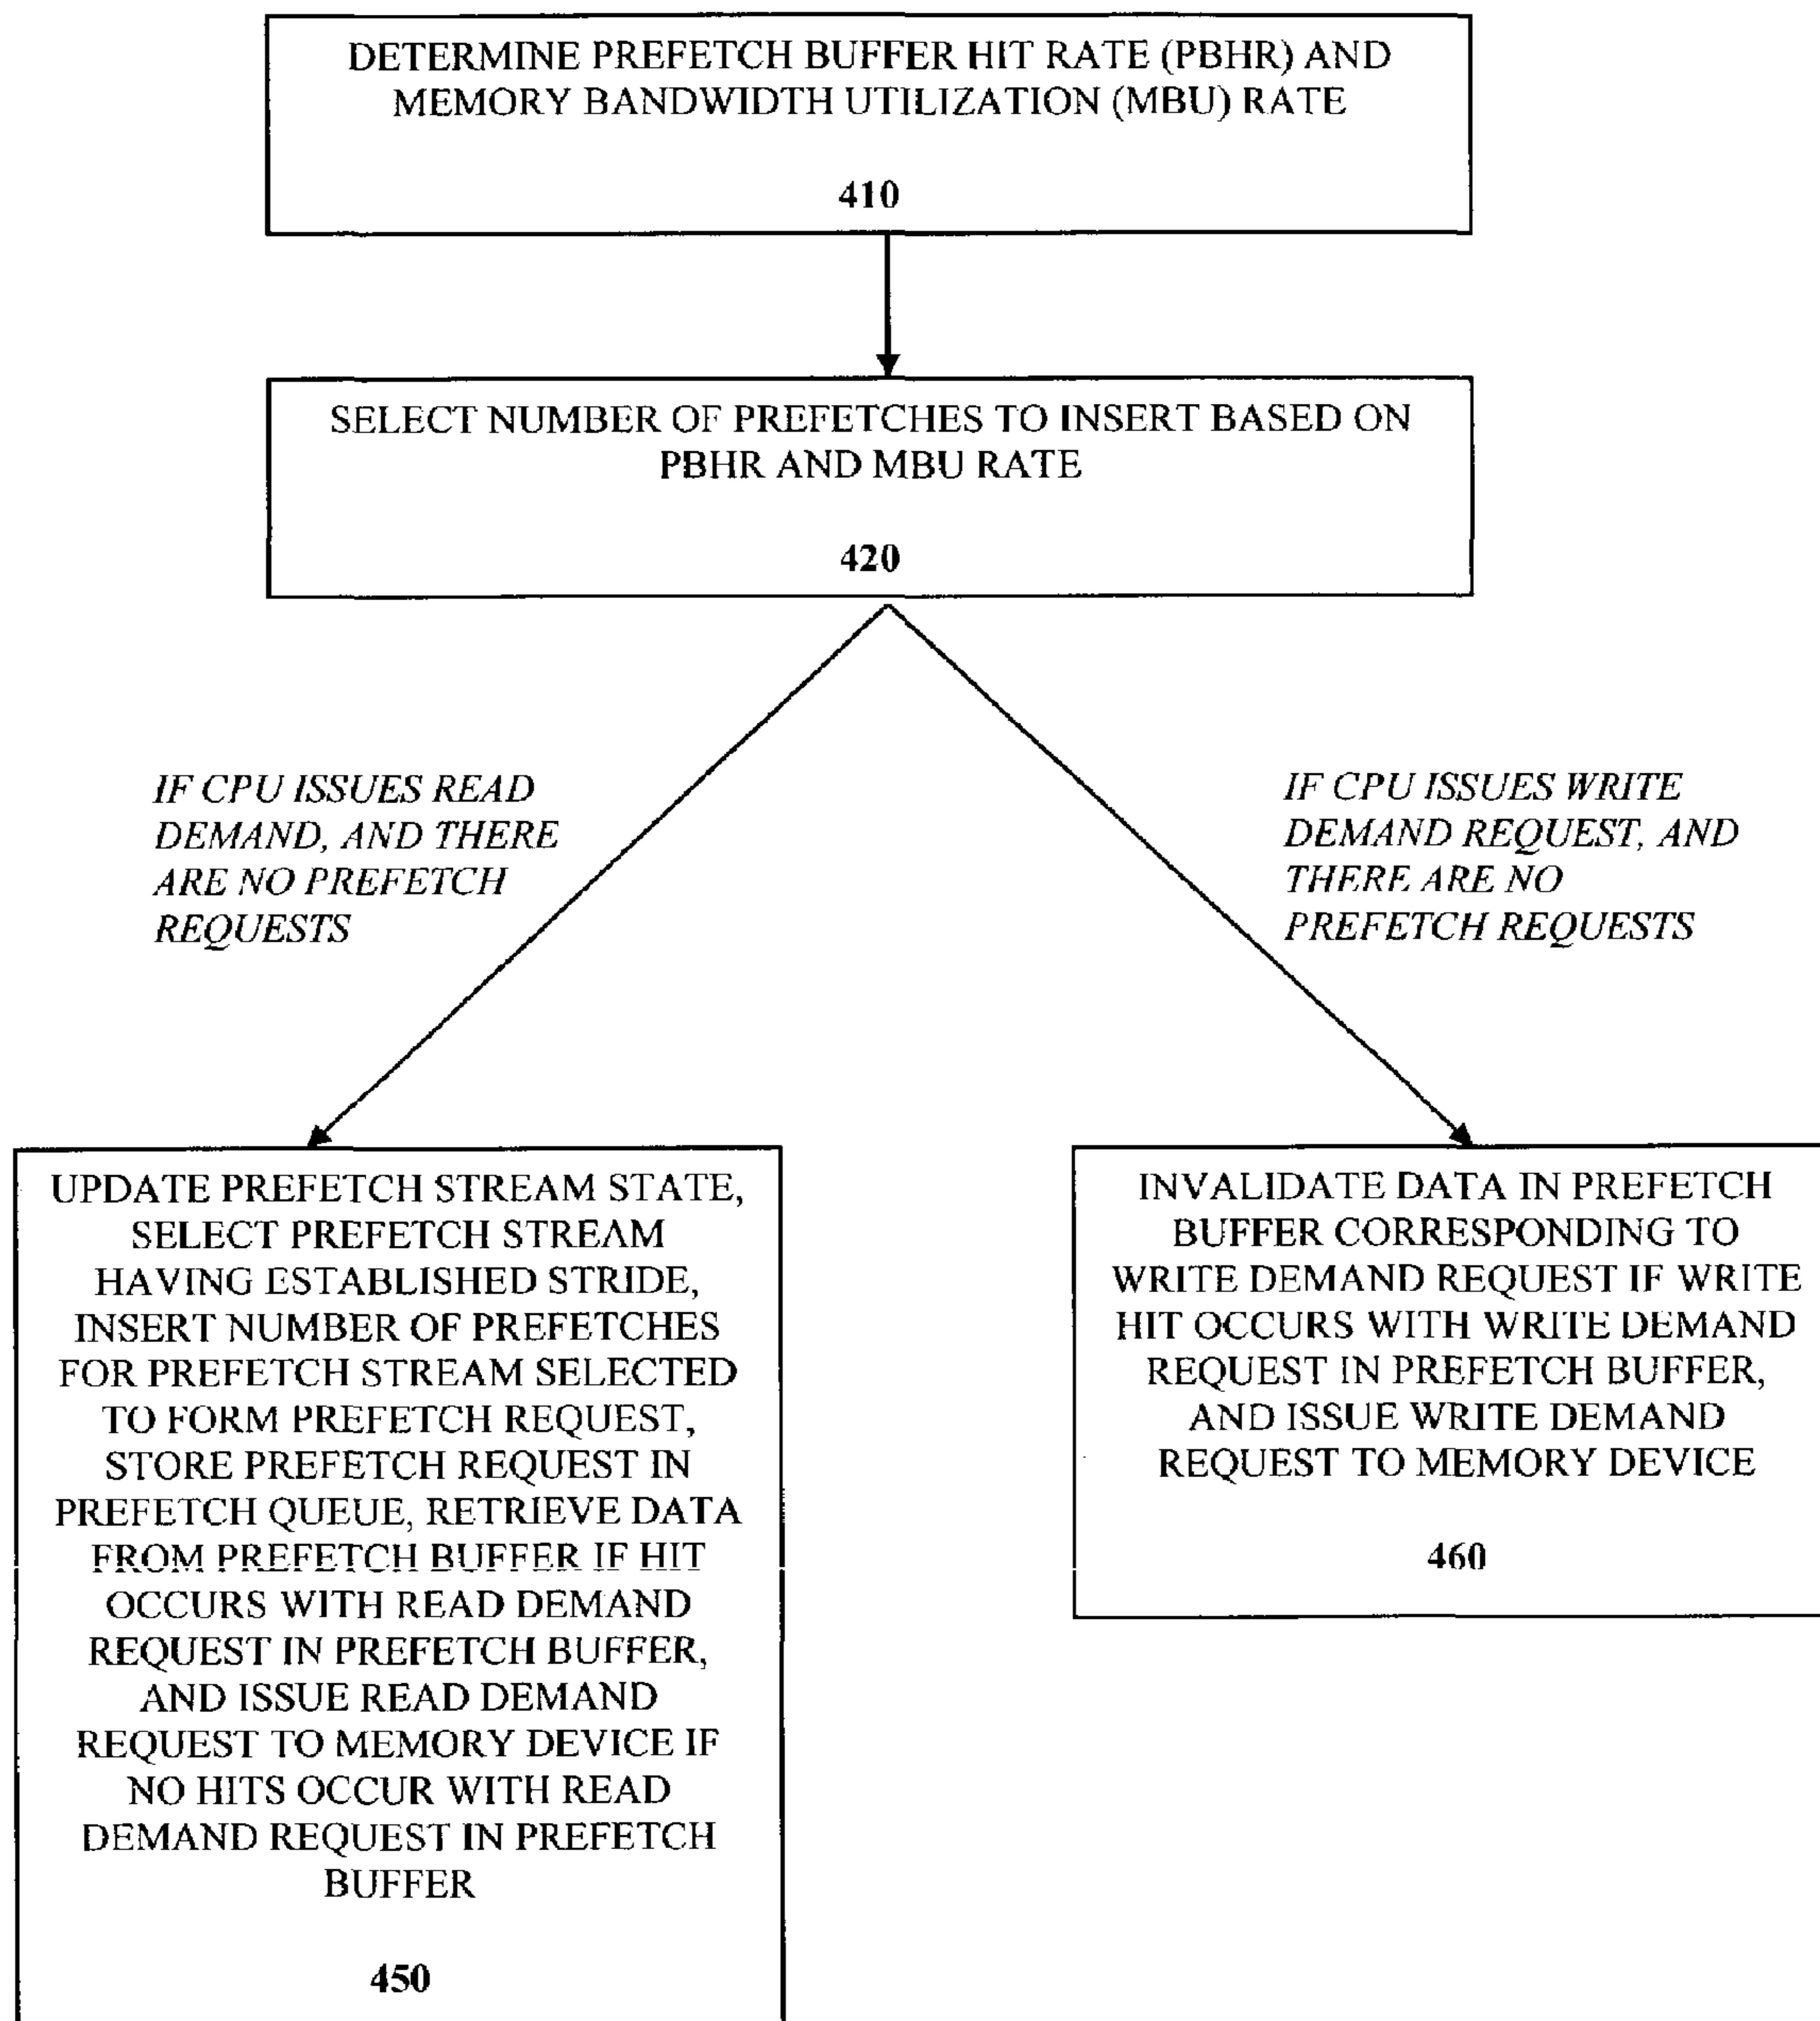 DETERMINE PREFETCH BUFFER HIT RATE (PBHR) AND
MEMORY BANDWIDTH UTILIZATION (MBU) RATE
410
SELECT NUMBER OF PREFETCHES TO INSERT BASED ON
PBHR AND MBU RATE
420
IF CPU ISSUES READ
DEMAND, AND THERE
ARE NO PREFETCH
REQUESTS
IF CPU ISSUES WRITE
DEMAND REQUEST, AND
THERE ARE NO
PREFETCH REQUESTS
UPDATE PREFETCH STREAM STATE,
SELECT PREFETCH STREAM
HAVING ESTABLISHED STRIDE,
INSERT NUMBER OF PREFETCHES
FOR PREFETCH STREAM SELECTED
TO FORM PREFETCH REQUEST,
STORE PREFETCH REQUEST IN
PREFETCH QUEUE, RETRIEVE DATA
FROM PREFETCH BUFFER IF HIT
OCCURS WITH READ DEMAND
REQUEST IN PREFETCH BUFFER,
AND ISSUE READ DEMAND
REQUEST TO MEMORY DEVICE IF
NO HITS OCCUR WITH READ
DEMAND REQUEST IN PREFETCH
BUFFER
450
INVALIDATE DATA IN PREFETCH
BUFFER CORRESPONDING TO
WRITE DEMAND REQUEST IF WRITE
HIT OCCURS WITH WRITE DEMAND
REQUEST IN PREFETCH BUFFER,
AND ISSUE WRITE DEMAND
REQUEST TO MEMORY DEVICE
460